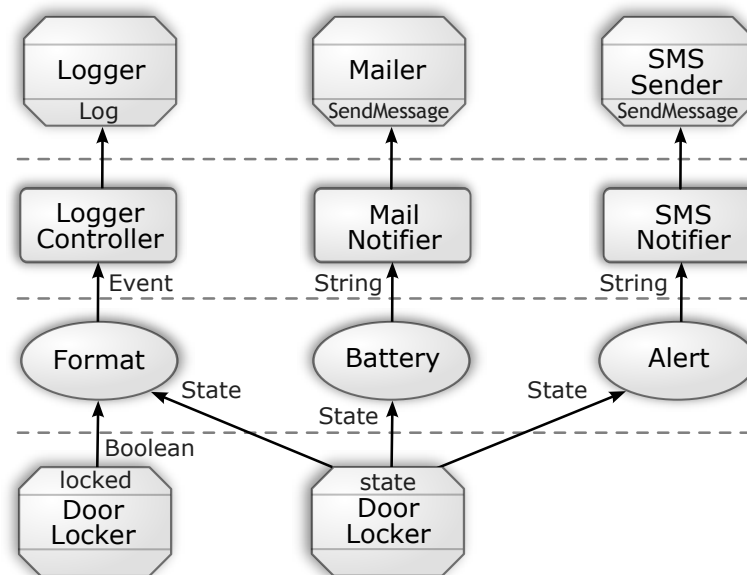 Logger
Log
Mailer
SendMessage
SMS
Sender
SendMessage
Logger
Controller
Mail
Notifier
SMS
Notifier
Event
String
String
Format
Battery
Alert
State
State
State
Boolean
locked
Door
Locker
state
Door
Locker